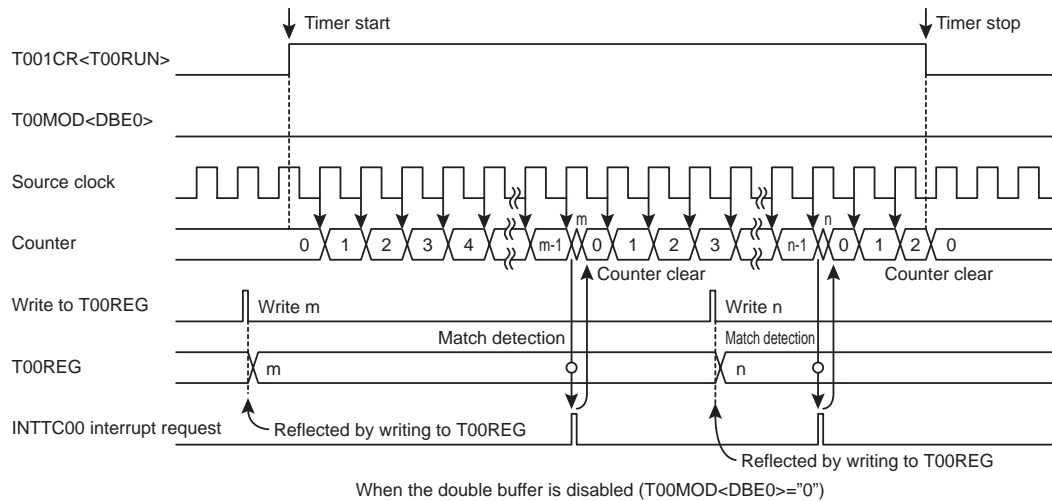 Timer start Timer stop
T001CR<T00RUN>
T00MOD<DBE0>
Source clock
m n
Counter 0 1 2 3 4 m-1 0 1 2 3 n-1 0 1 2 0
Counter clear Counter clear
Write to T00REG Write m Write n
Match detection Match detection
T00REG m n
INTTC00 interrupt request Reflected by writing to T00REG
Reflected by writing to T00REG
When the double buffer is disabled (T00MOD<DBE0>="0")